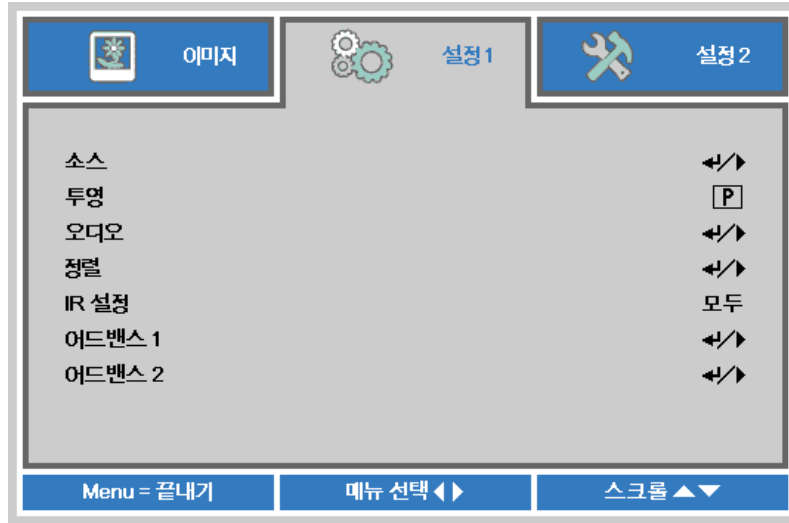 이미지
설정 1
설정 2
소스
투영 P
오디오
정렬
IR 설정 모두
어드밴스 1
어드밴스 2
Menu = 끝내기
메뉴 선택
스크롤